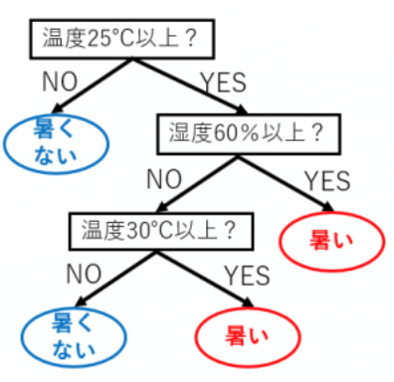 温度25℃以上？
NO
YES
暑く
ない
湿度60％以上？
NO
YES
温度30℃以上？
暑い
NO
YES
暑く
ない
暑い